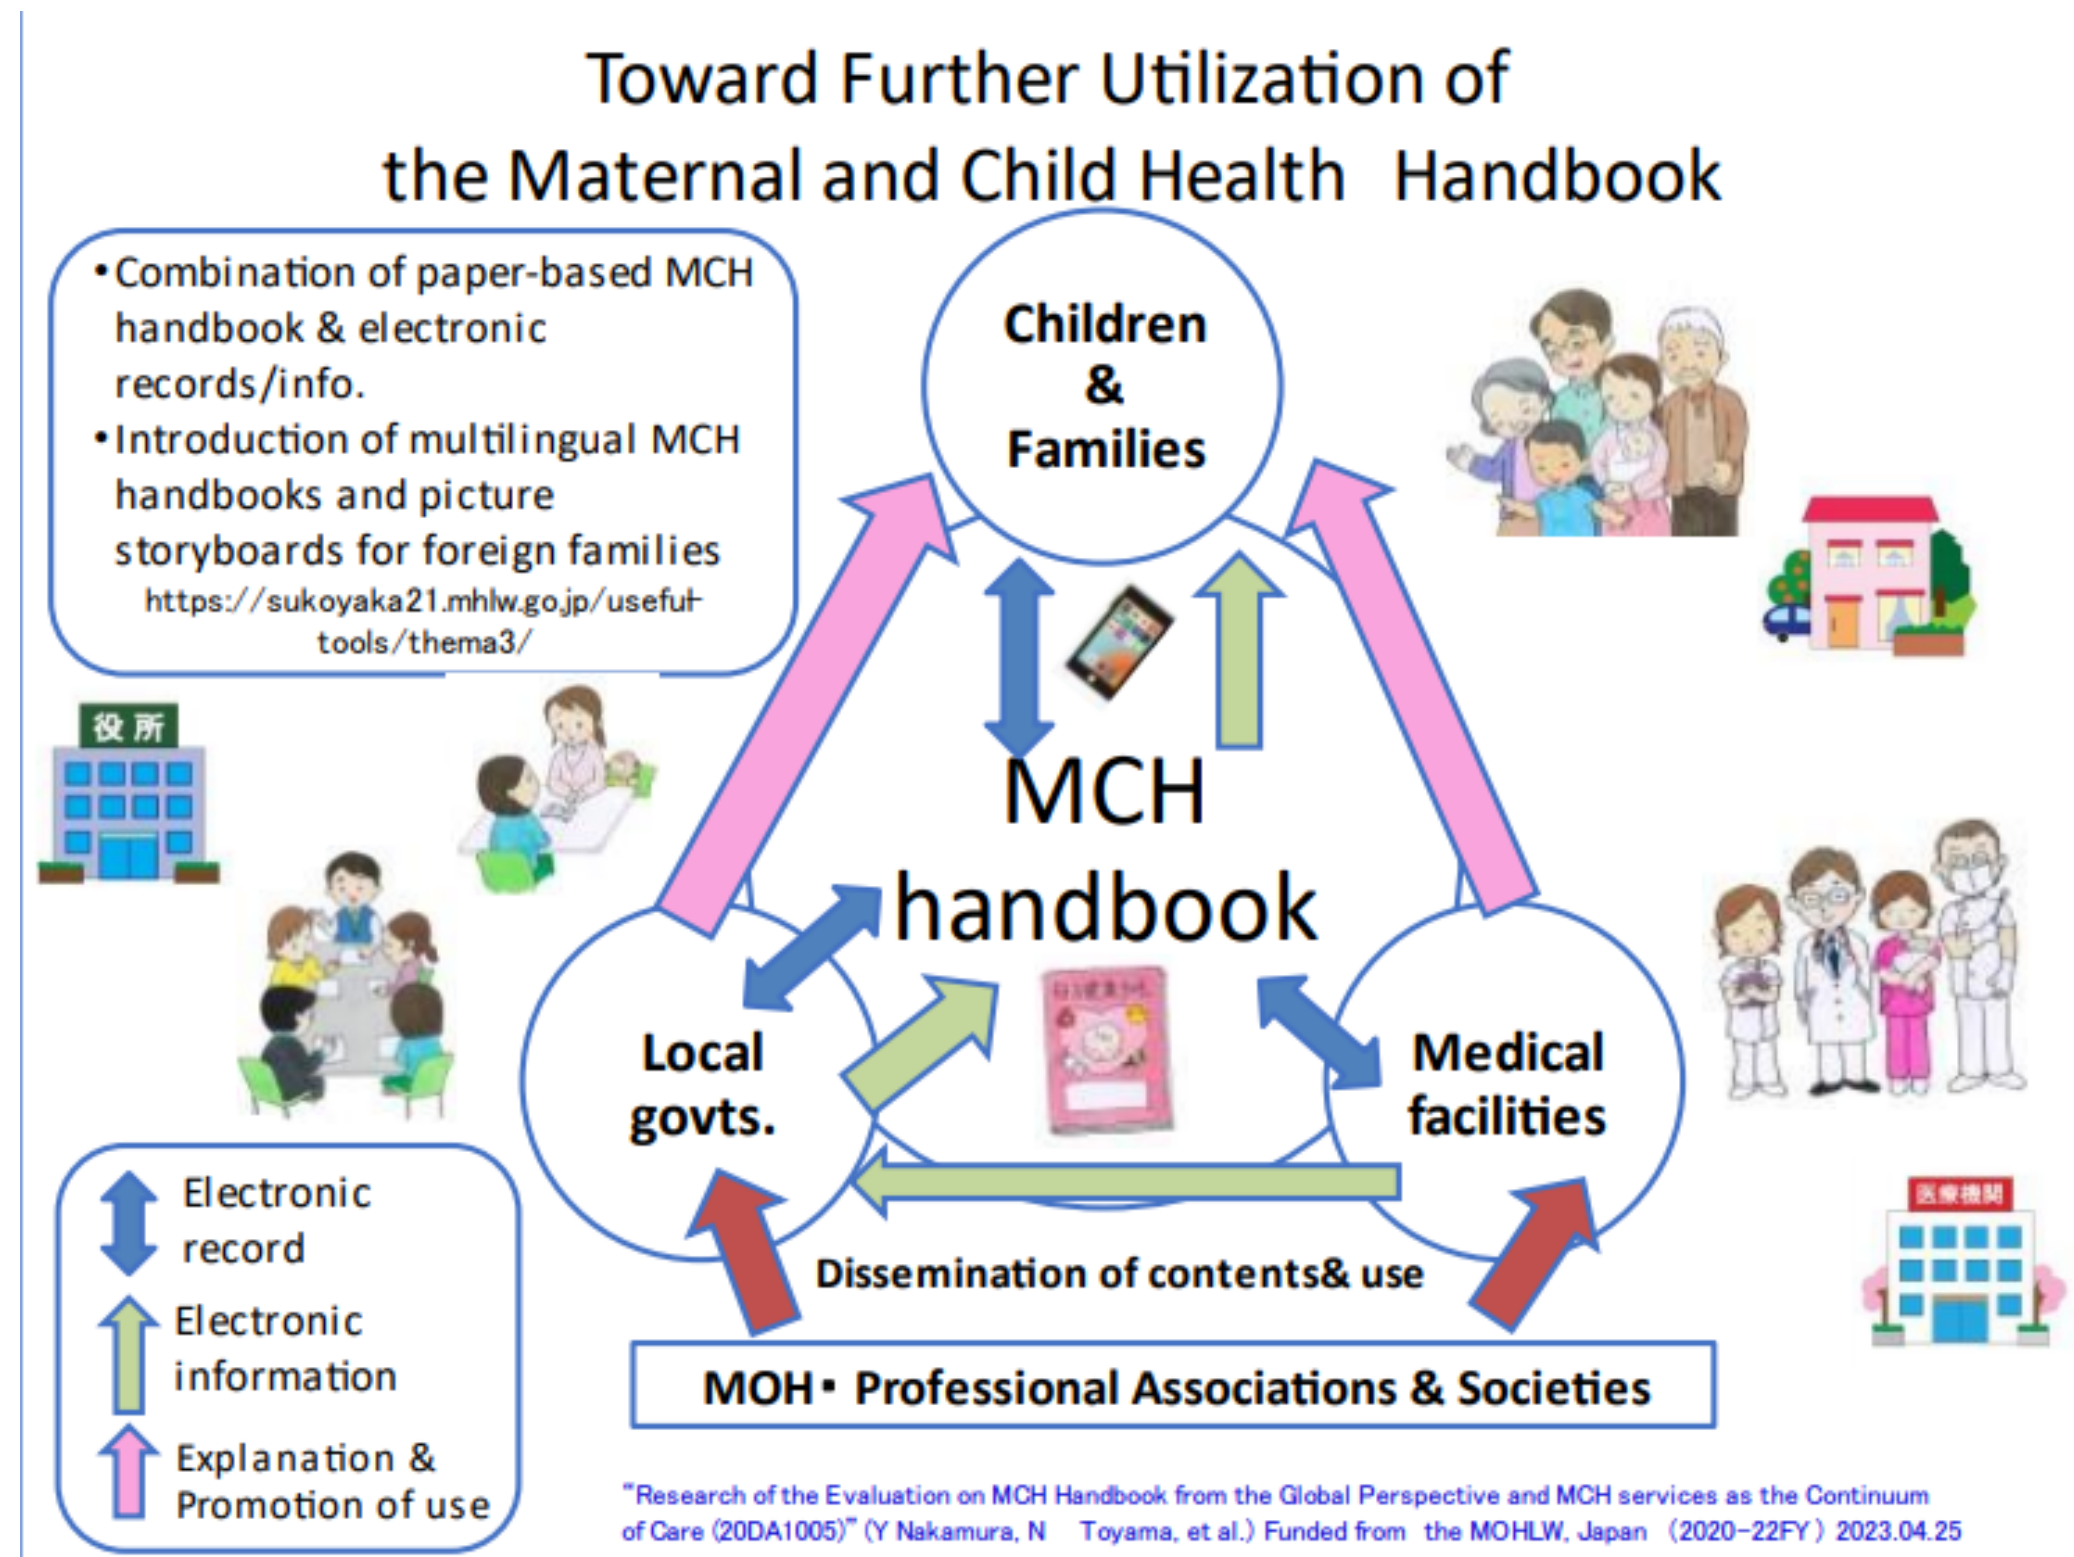 Toward Further Utilization of
the Maternal and Child Health Handbook
•Combination of paper-based MCH
handbook & electronic
records/info.
•Introduction of multilingual MCH
handbooks and picture
storyboards for foreign families
https://sukoyaka21.mhlw.go.jp/useful-
tools/thema3/
Children
&
Families
役所
MCH
handbook
Local
govts.
Medical
facilities
医療機関
Electronic
record
Electronic
information
Explanation &
Promotion of use
Dissemination of contents& use
MOH・Professional Associations & Societies
"Research of the Evaluation on MCH Handbook from the Global Perspective and MCH services as the Continuum
of Care (20DA1005)" (Y Nakamura, N Toyama, et al.) Funded from the MOHLW, Japan (2020-22FY) 2023.04.25